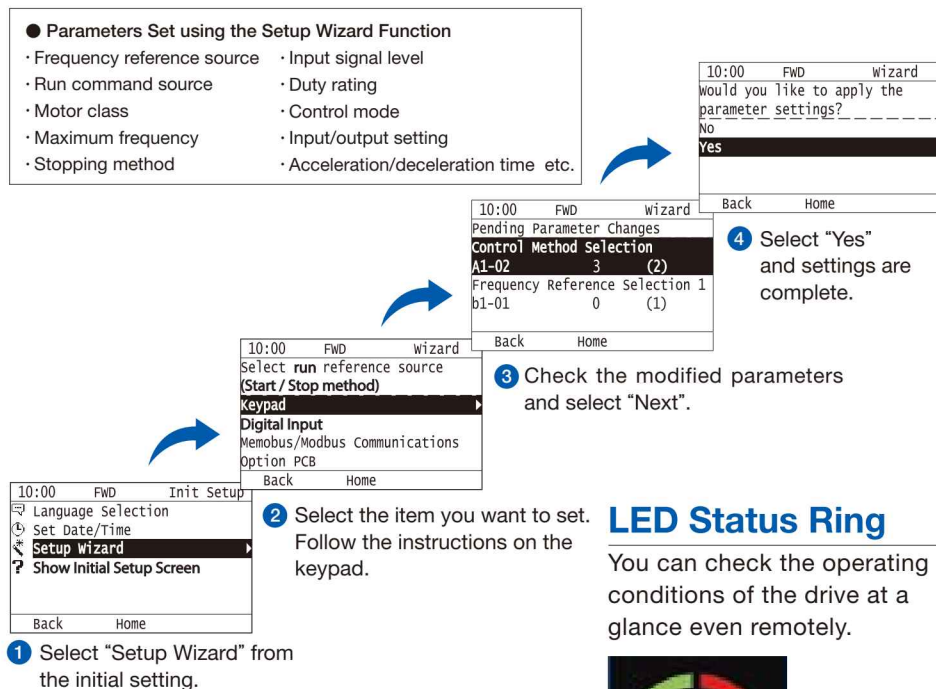 ● Parameters Set using the Setup Wizard Function
· Frequency reference source · Input signal level
· Run command source · Duty rating
· Motor class · Control mode
· Maximum frequency · Input/output setting
· Stopping method · Acceleration/deceleration time etc.
10:00 FWD Wizard
Would you like to apply the
parameter settings?
No
Yes
Back Home
4 Select “Yes”
and settings are
complete.
10:00 FWD Wizard
Pending Parameter Changes
Control Method Selection
A1-02 3 (2)
Frequency Reference Selection 1
b1-01 0 (1)
Back Home
3 Check the modified parameters
and select “Next”.
10:00 FWD Wizard
Select run reference source
(Start / Stop method)
Keypad
Digital Input
Memobus/Modbus Communications
Option PCB
Back Home
2 Select the item you want to set.
Follow the instructions on the
keypad.
10:00 FWD Init Setup
Language Selection
Set Date/Time
Setup Wizard
? Show Initial Setup Screen
Back Home
1 Select “Setup Wizard” from
the initial setting.
LED Status Ring
You can check the operating
conditions of the drive at a
glance even remotely.